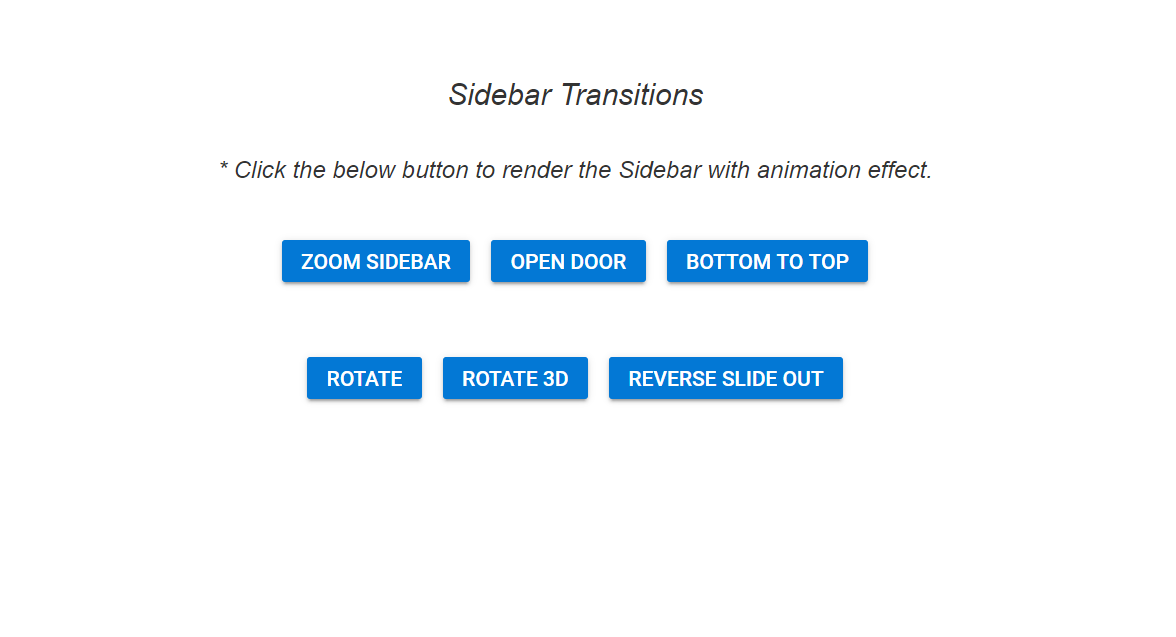 Sidebar Transitions
* Click the below button to render the Sidebar with animation effect.
ZOOM SIDEBAR OPEN DOOR BOTTOM TO TOP
ROTATE ROTATE 3D REVERSE SLIDE OUT